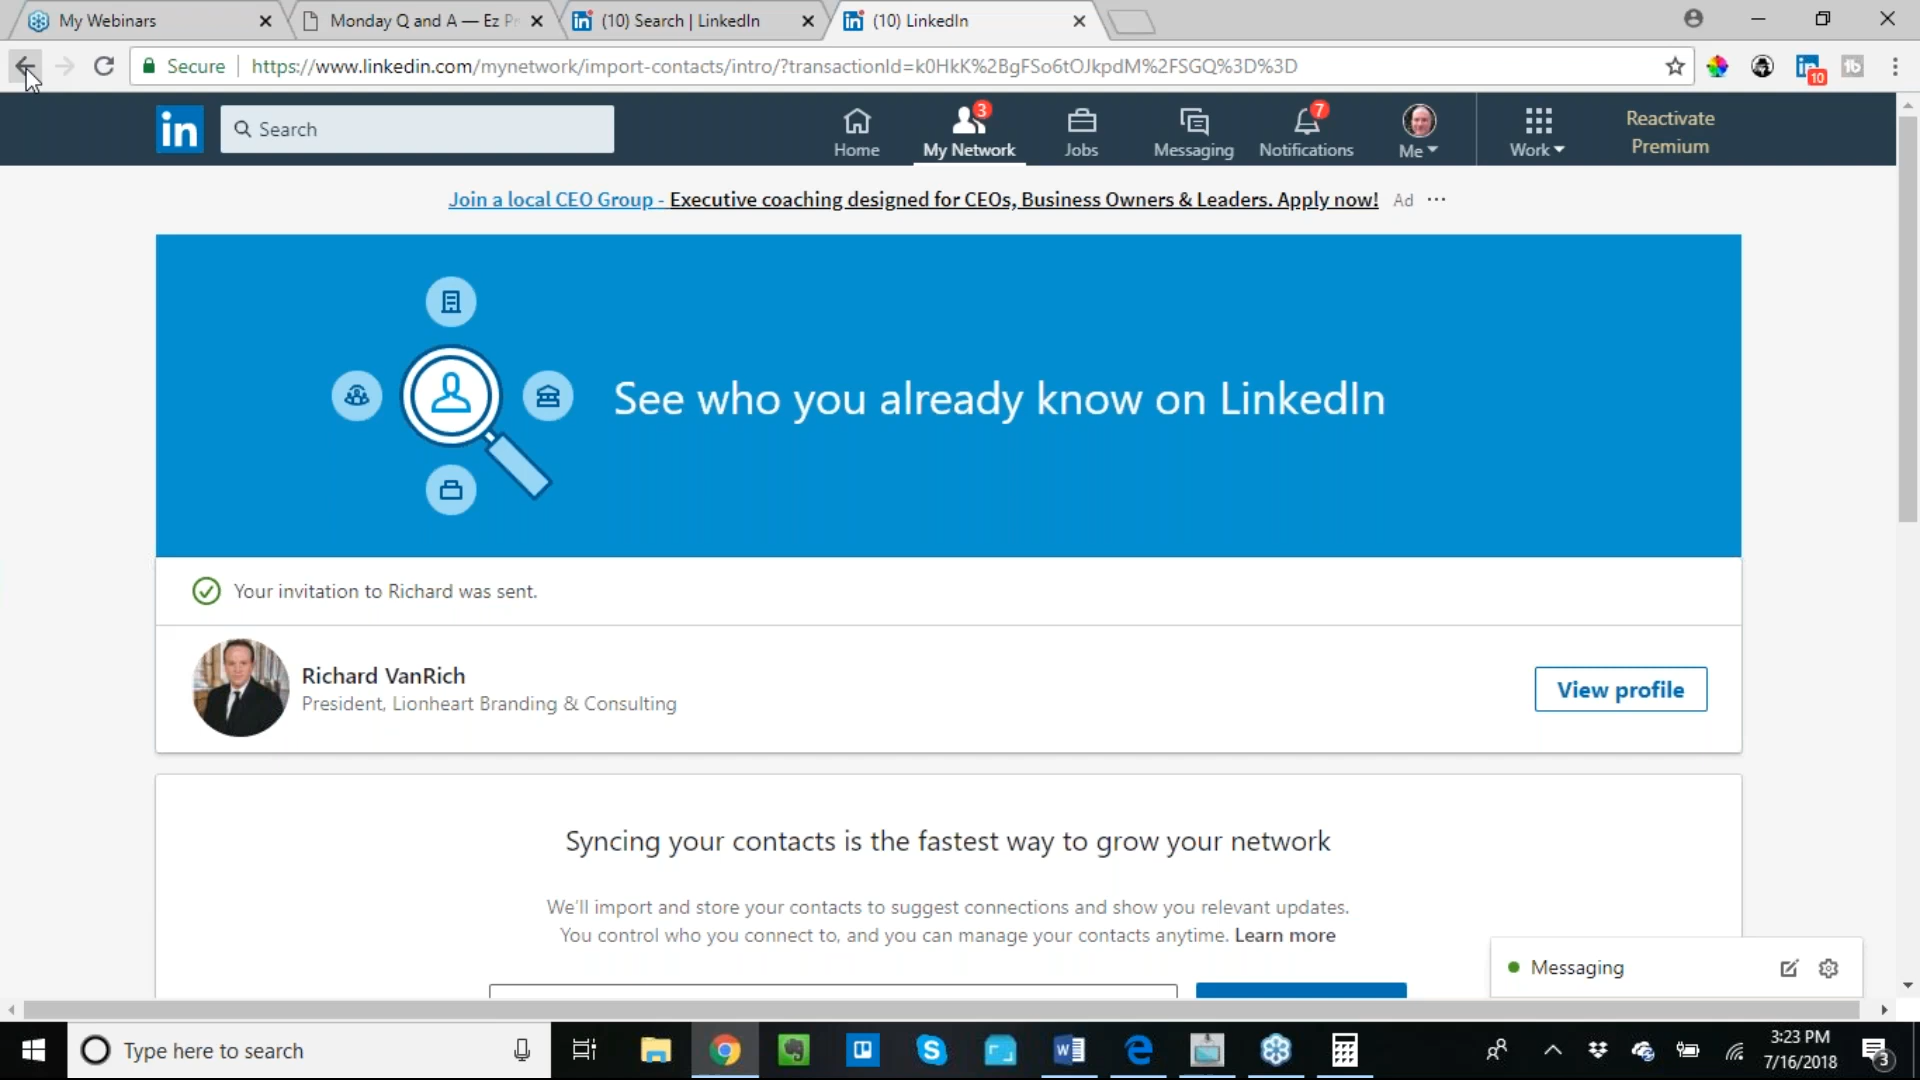 My Webinars
Monday Q and A — Ez Pr
(10) Search | LinkedIn
(10) LinkedIn
Secure
https://www.linkedin.com/mynetwork/import-contacts/intro/?transactionId=k0HkK%2BgFSo6tOJkpdM%2FSGQ%3D%3D
10
in
Search
Home
3
My Network
Jobs
Messaging
7
Notifications
Me
Work
Reactivate
Premium
Join a local CEO Group - Executive coaching designed for CEOs, Business Owners & Leaders. Apply now! Ad
See who you already know on LinkedIn
Your invitation to Richard was sent.
Richard VanRich
President, Lionheart Branding & Consulting
View profile
Syncing your contacts is the fastest way to grow your network
We'll import and store your contacts to suggest connections and show you relevant updates.
You control who you connect to, and you can manage your contacts anytime. Learn more
Messaging
Type here to search
3:23 PM
7/16/2018
3